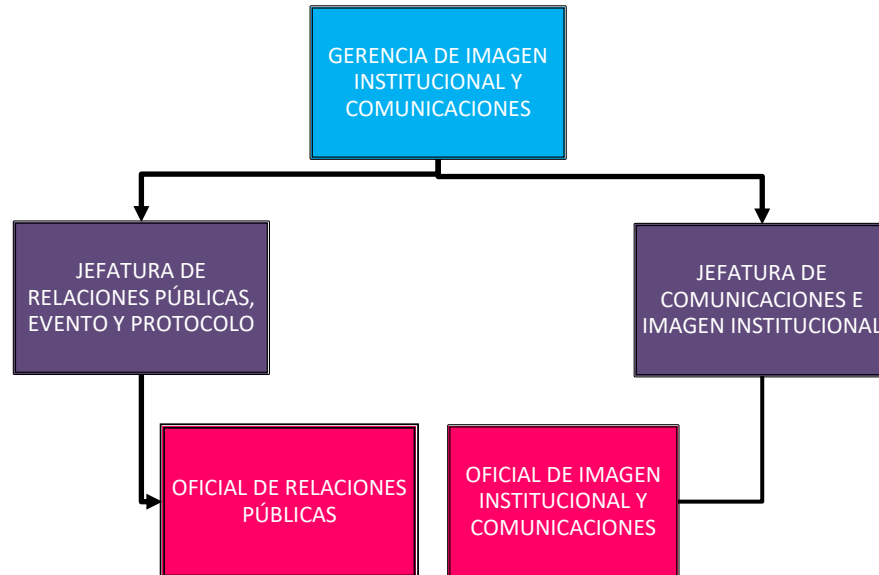 GERENCIA DE IMAGEN
INSTITUCIONAL Y
COMUNICACIONES
JEFATURA DE
RELACIONES PÚBLICAS,
EVENTO Y PROTOCOLO
JEFATURA DE
COMUNICACIONES E
IMAGEN INSTITUCIONAL
OFICIAL DE RELACIONES
PÚBLICAS
OFICIAL DE IMAGEN
INSTITUCIONAL Y
COMUNICACIONES